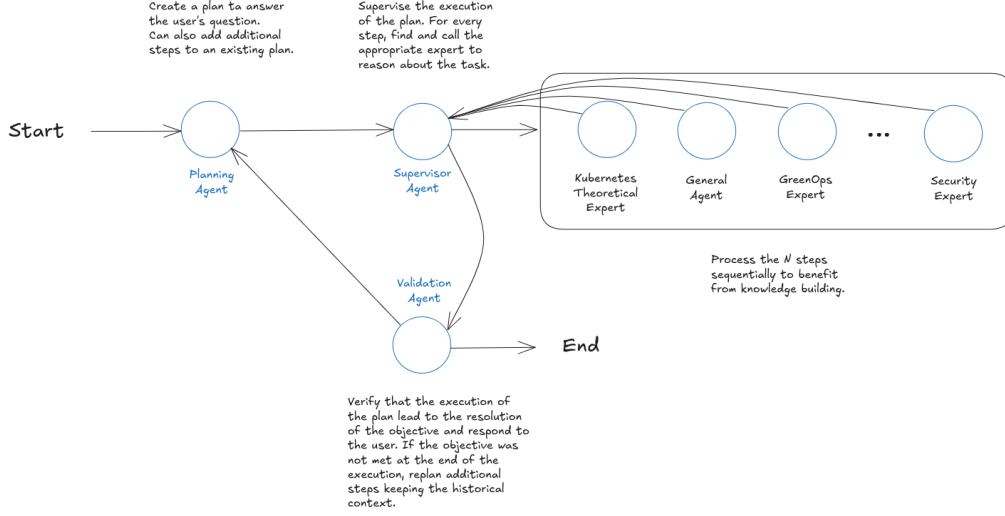 Create a plan ta answer
the user's question.
Can also add additional
steps to an existing plan.
Supervise the execution
of the plan. For every
step, find and call the
appropriate expert to
reason about the task.
Start
Planning
Agent
Supervisor
Agent
Kubernetes
Theoretical
Expert
General
Agent
GreenOps
Expert
...
Security
Expert
Process the N steps
sequentially to benefit
from knowledge building.
Validation
Agent
End
Verify that the execution of
the plan lead to the resolution
of the objective and respond to
the user. If the objective was
not met at the end of the
execution, replan additional
steps keeping the historical
context.